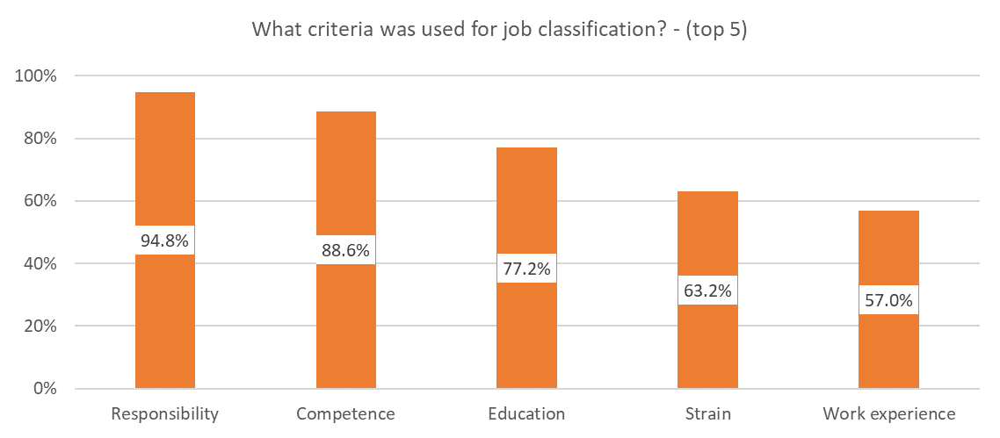 What criteria was used for job classification? - (top 5)
100%
80%
60%
40%
20%
0%
94.8%
88.6%
77.2%
63.2%
57.0%
Responsibility
Competence
Education
Strain
Work experience